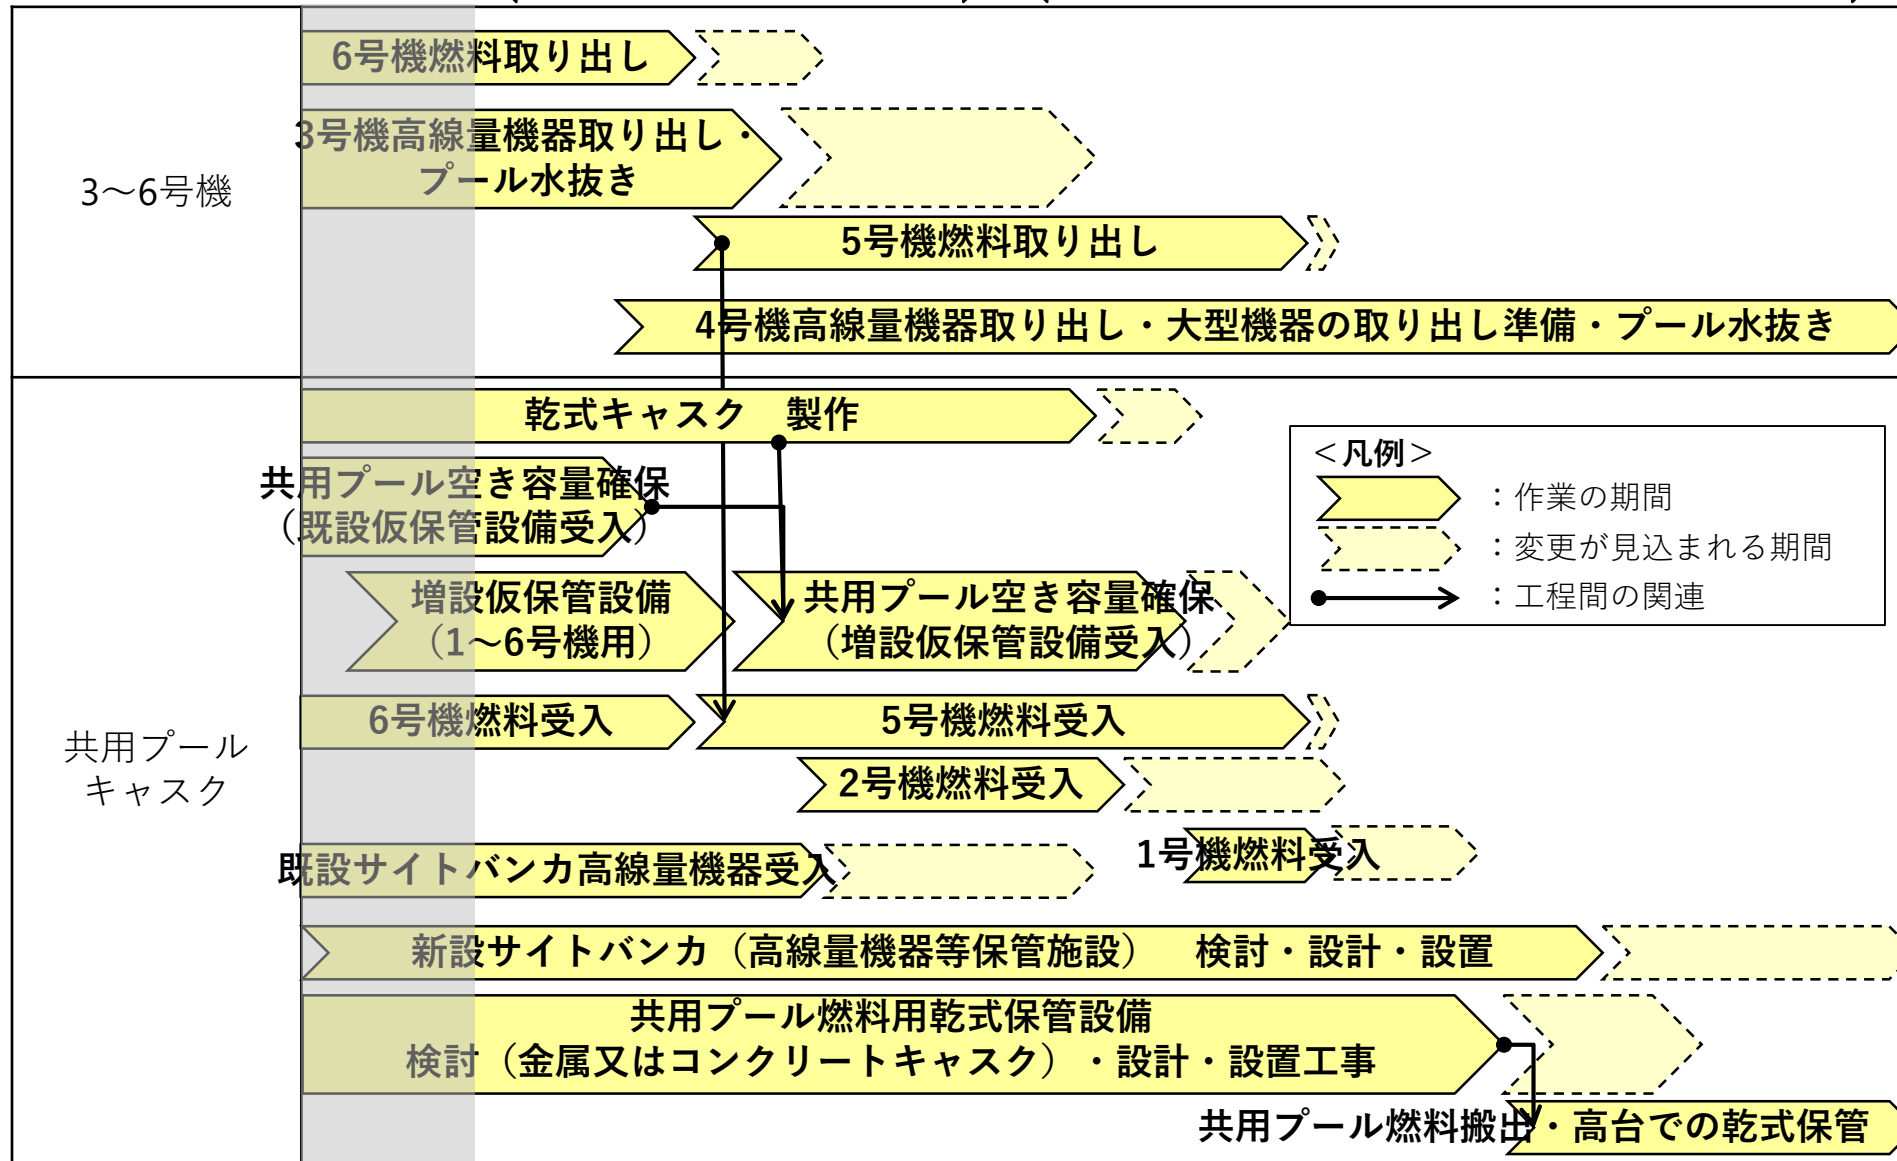 6号機燃料取り出し
3号機高線量機器取り出し・
プール水抜き
3～6号機
5号機燃料取り出し
4号機高線量機器取り出し・大型機器の取り出し準備・プール水抜き
乾式キャスク　製作
共用プール空き容量確保
（既設仮保管設備受入）
＜凡例＞
：作業の期間
：変更が見込まれる期間
：工程間の関連
増設仮保管設備
（1～6号機用）
共用プール空き容量確保
（増設仮保管設備受入）
6号機燃料受入
5号機燃料受入
共用プール
キャスク
2号機燃料受入
1号機燃料受入
既設サイトバンカ高線量機器受入
新設サイトバンカ（高線量機器等保管施設）　検討・設計・設置
共用プール燃料用乾式保管設備
検討（金属又はコンクリートキャスク）・設計・設置工事
共用プール燃料搬出・高台での乾式保管